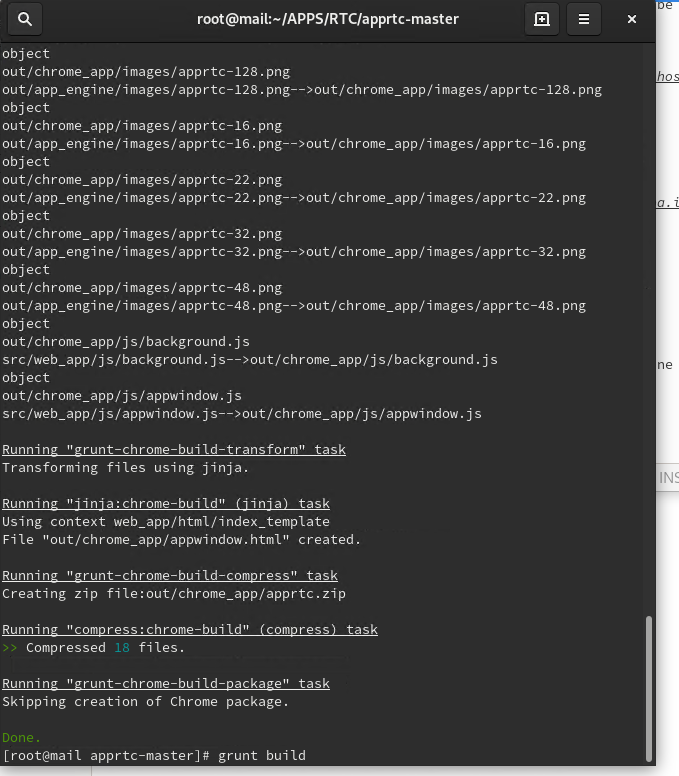 root@mail:~/APPS/RTC/apprtc-master
object
out/chrome_app/images/apprtc-128.png
out/app_engine/images/apprtc-128.png-->out/chrome_app/images/apprtc-128.png
object
out/chrome_app/images/apprtc-16.png
out/app_engine/images/apprtc-16.png-->out/chrome_app/images/apprtc-16.png
object
out/chrome_app/images/apprtc-22.png
out/app_engine/images/apprtc-22.png-->out/chrome_app/images/apprtc-22.png
object
out/chrome_app/images/apprtc-32.png
out/app_engine/images/apprtc-32.png-->out/chrome_app/images/apprtc-32.png
object
out/chrome_app/images/apprtc-48.png
out/app_engine/images/apprtc-48.png-->out/chrome_app/images/apprtc-48.png
object
out/chrome_app/js/background.js
src/web_app/js/background.js-->out/chrome_app/js/background.js
object
out/chrome_app/js/appwindow.js
src/web_app/js/appwindow.js-->out/chrome_app/js/appwindow.js
Running "grunt-chrome-build-transform" task
Transforming files using jinja.
Running "jinja:chrome-build" (jinja) task
Using context web_app/html/index_template
File "out/chrome_app/appwindow.html" created.
Running "grunt-chrome-build-compress" task
Creating zip file:out/chrome_app/apprtc.zip
Running "compress:chrome-build" (compress) task
>> Compressed 18 files.
Running "grunt-chrome-build-package" task
Skipping creation of Chrome package.
Done.
[root@mail apprtc-master]# grunt build
be
hos
a.i
ne
INS